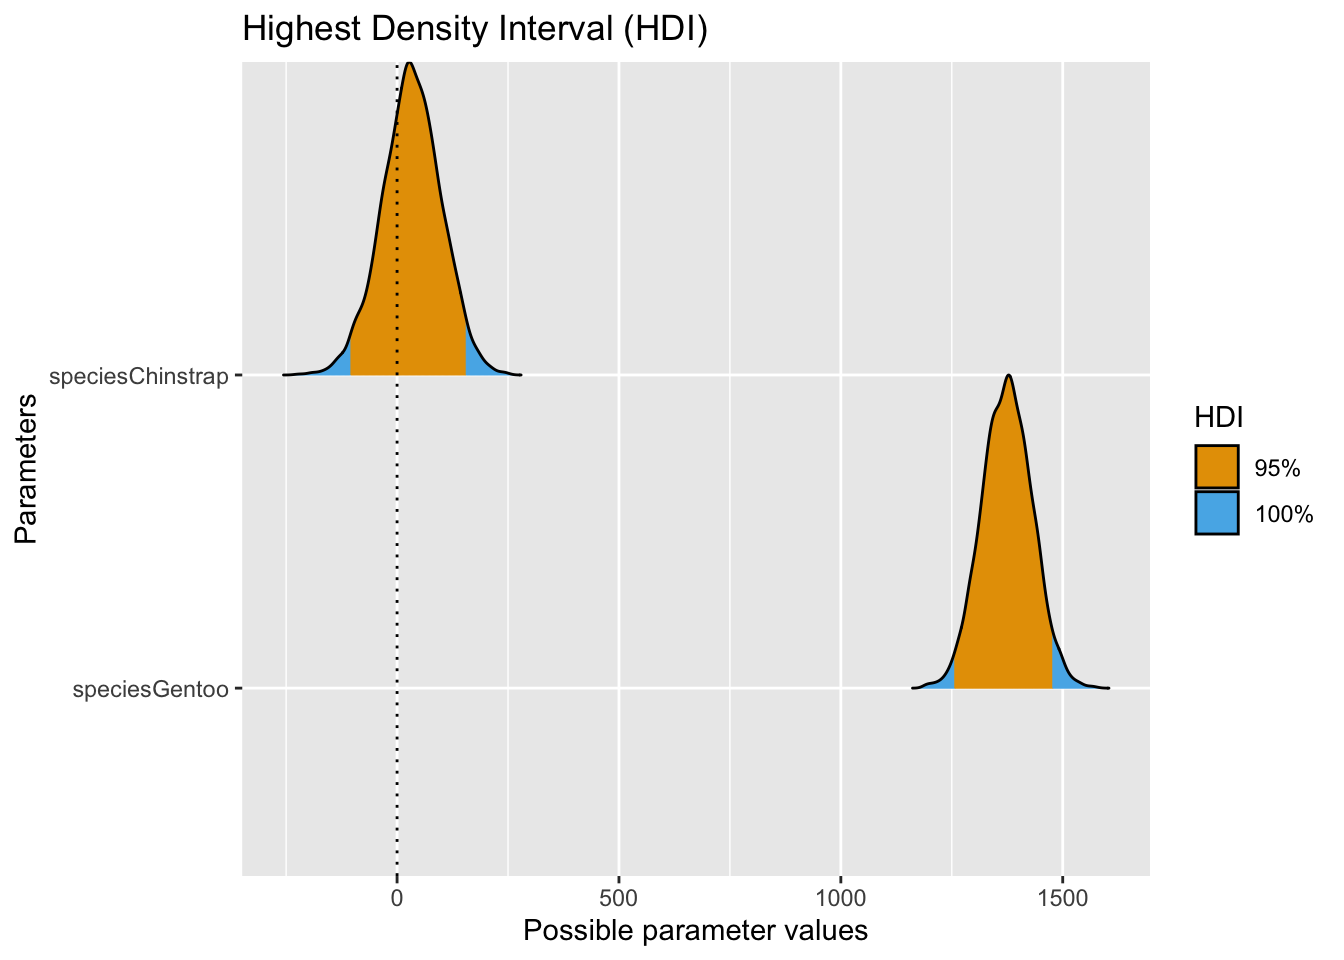 Highest Density Interval (HDI)
speciesChinstrap
speciesGentoo
Parameters
0
500
1000
1500
Possible parameter values
HDI
95%
100%